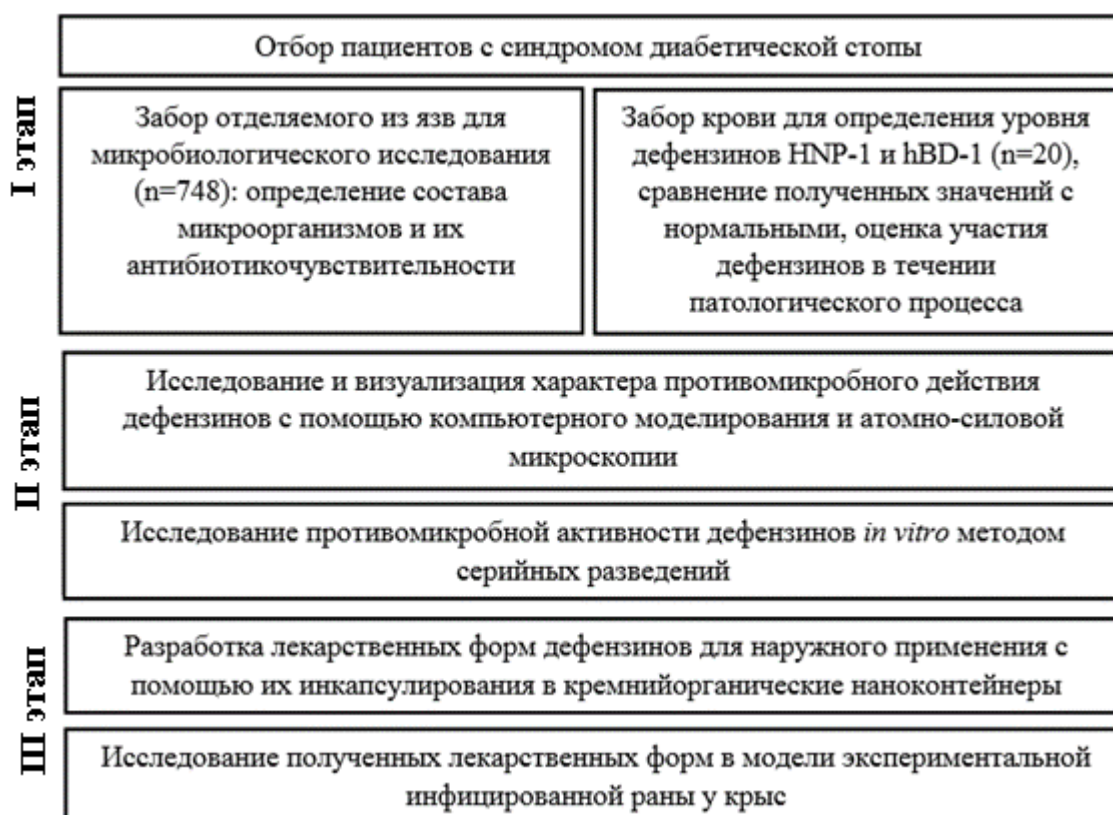 Отбор пациентов с синдромом диабетической стопы
I этап
Забор отделяемого из язв для
микробиологического исследования
(n=748): определение состава
микроорганизмов и их
антибиотикочувствительности
Забор крови для определения уровня
дефензинов HNP-1 и hBD-1 (n=20),
сравнение полученных значений с
нормальными, оценка участия
дефензинов в течении
патологического процесса
II этап
Исследование и визуализация характера противомикробного действия
дефензинов с помощью компьютерного моделирования и атомно-силовой
микроскопии
Исследование противомикробной активности дефензинов in vitro методом
серийных разведений
III этап
Разработка лекарственных форм дефензинов для наружного применения с
помощью их инкапсулирования в кремнийорганические наноконтейнеры
Исследование полученных лекарственных форм в модели экспериментальной
инфицированной раны у крыс